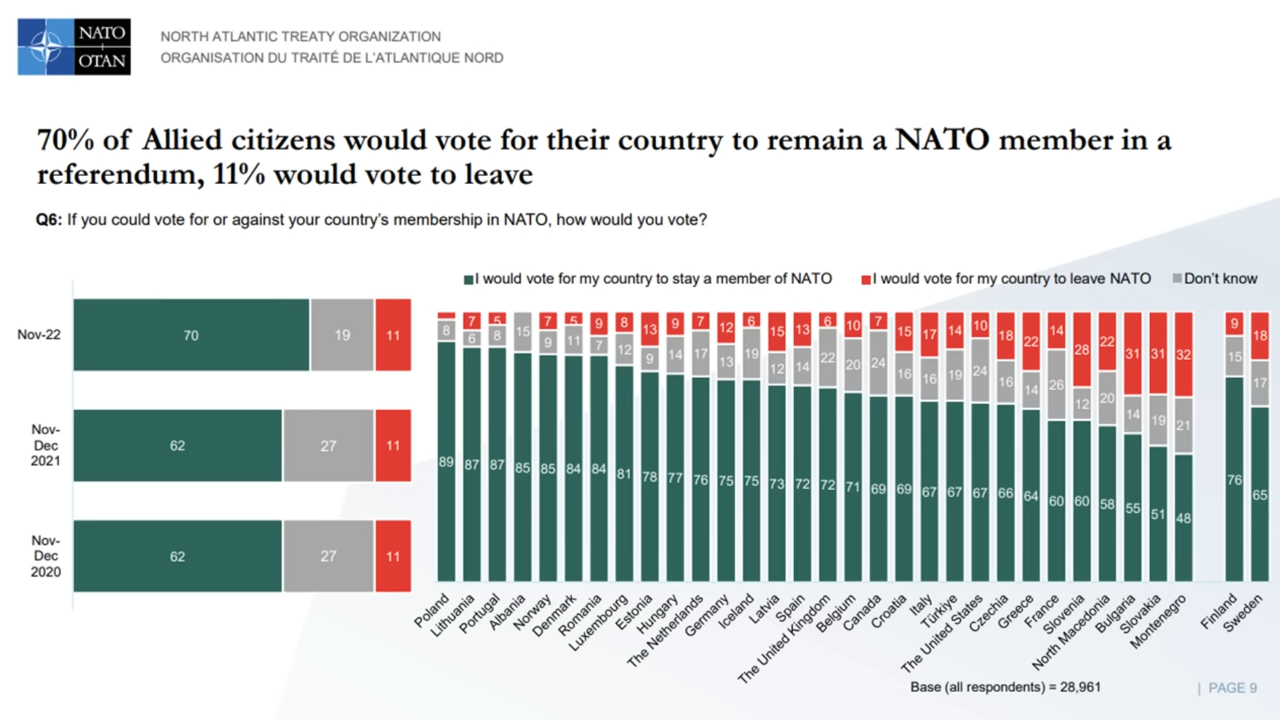 NATO
OTAN
NORTH ATLANTIC TREATY ORGANIZATION
ORGANISATION DU TRAITÉ DE L'ATLANTIQUE NORD
70% of Allied citizens would vote for their country to remain a NATO member in a
referendum, 11% would vote to leave
Q6: If you could vote for or against your country's membership in NATO, how would you vote?
I would vote for my country to stay a member of NATO
I would vote for my country to leave NATO
Don't know
Nov-22
70 19 11
Nov-
Dec
2021
62 27 11
Nov-
Dec
2020
62 27 11
7 5 7 5 9 8 13 9 7 12 6 15 13 6 10 7 15 17 14 10 18 22 14 28 22 31 31 32 9 18
8 6 8 15 9 11 7 12 9 14 17 13 19 12 14 22 20 24 16 16 19 24 16 14 26 12 20 14 19 21 15 17
89 87 87 85 85 84 84 81 78 77 76 75 75 73 72 72 71 69 69 67 67 67 66 64 60 60 58 55 51 48 76 65
Poland
Lithuania
Portugal
Albania
Norway
Denmark
Romania
Luxembourg
Estonia
Hungary
The Netherlands
Germany
Iceland
Latvia
Spain
The United Kingdom
Belgium
Canada
Croatia
Italy
Türkiye
The United States
Czechia
Greece
France
Slovenia
North Macedonia
Bulgaria
Slovakia
Montenegro
Finland
Sweden
Base (all respondents) = 28,961
| PAGE 9